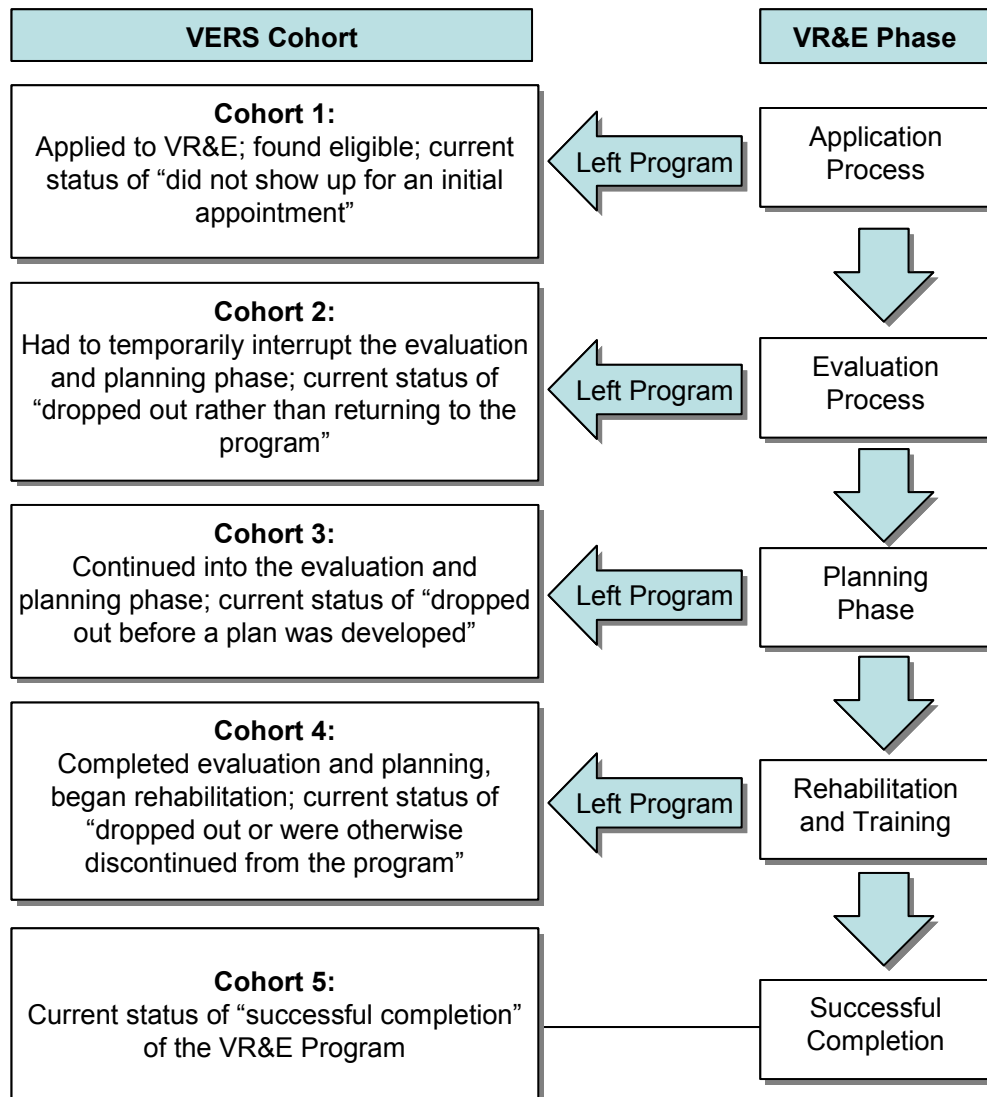 VERS Cohort
VR&E Phase
Cohort 1:
Applied to VR&E; found eligible; current
status of “did not show up for an initial
appointment”
Left Program
Application
Process
Cohort 2:
Had to temporarily interrupt the evaluation
and planning phase; current status of
“dropped out rather than returning to the
program”
Left Program
Evaluation
Process
Cohort 3:
Continued into the evaluation and
planning phase; current status of “dropped
out before a plan was developed”
Left Program
Planning
Phase
Cohort 4:
Completed evaluation and planning,
began rehabilitation; current status of
“dropped out or were otherwise
discontinued from the program”
Left Program
Rehabilitation
and Training
Cohort 5:
Current status of “successful completion”
of the VR&E Program
Successful
Completion